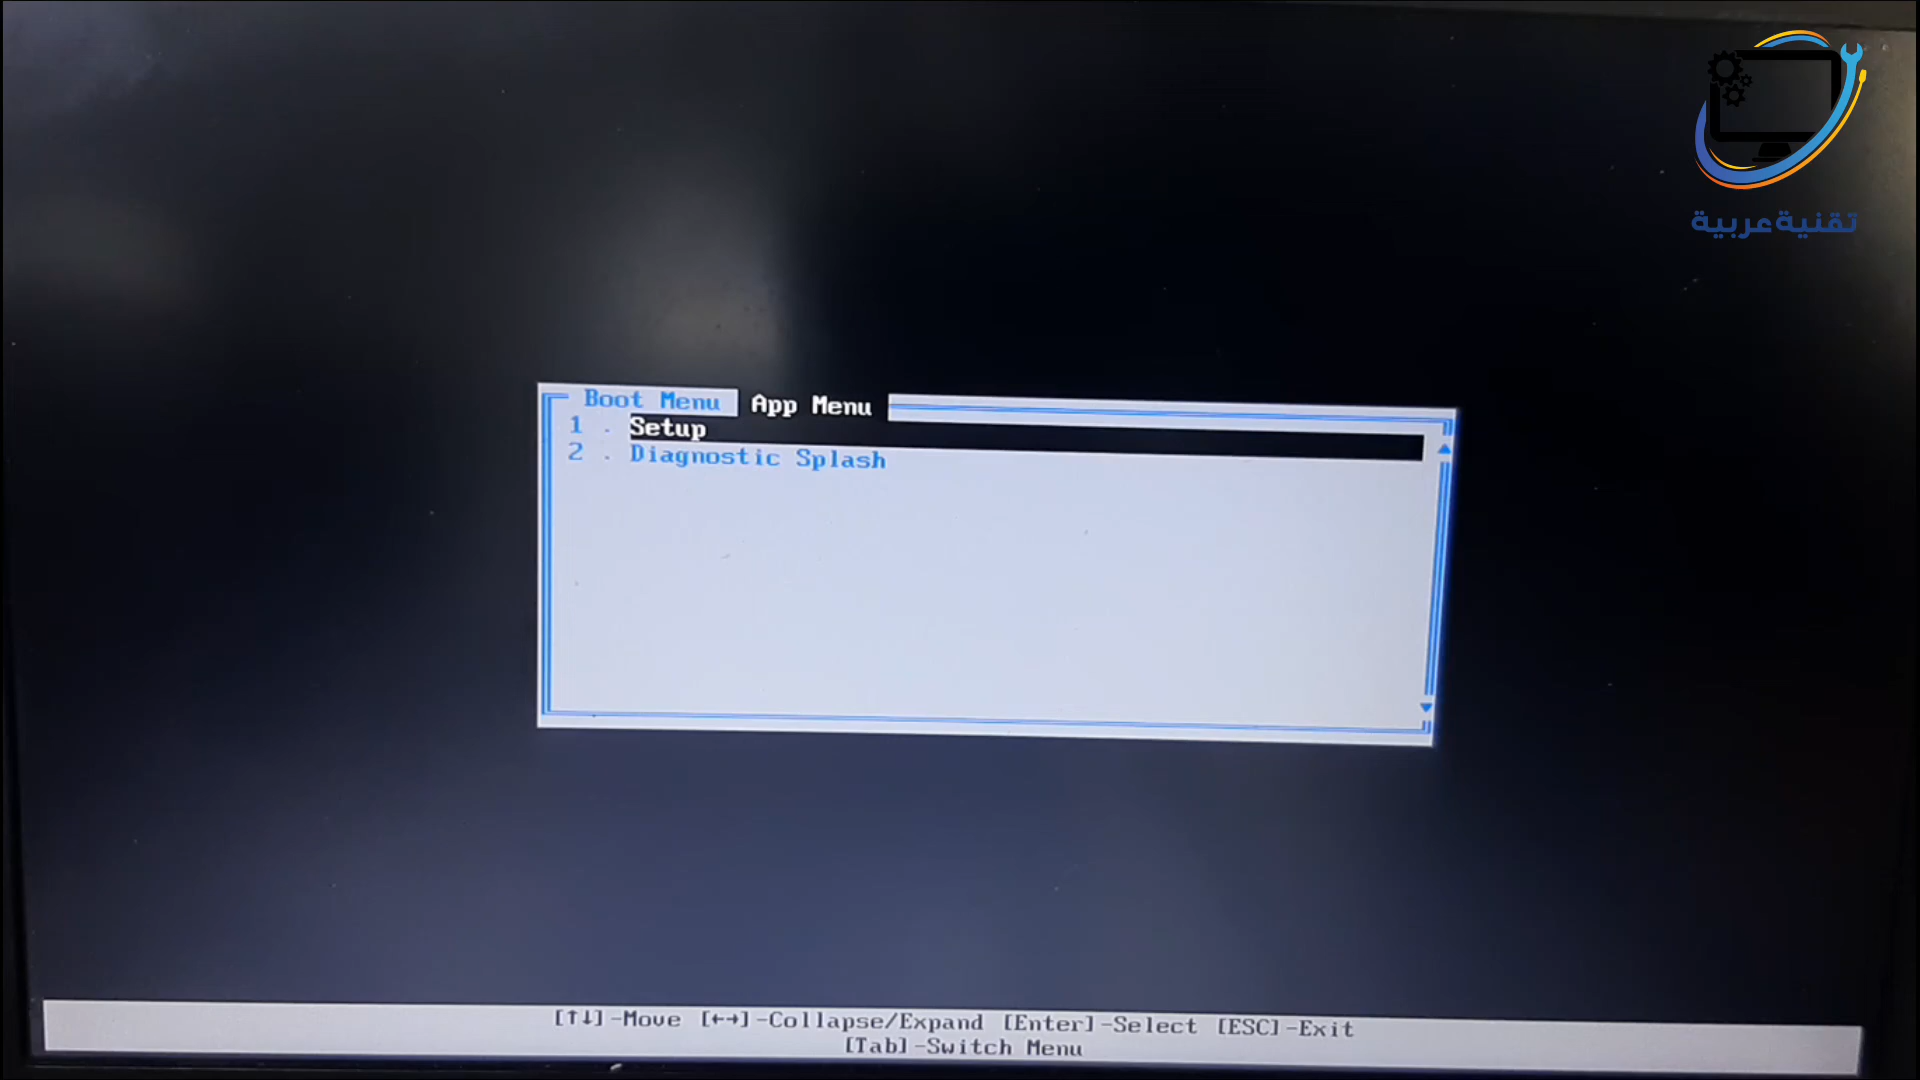 تقنية عربية
Boot Menu App Menu
1 . Setup
2 . Diagnostic Splash
[↑↓]-Move [←→]-Collapse/Expand [Enter]-Select [ESC]-Exit
[Tab]-Switch Menu